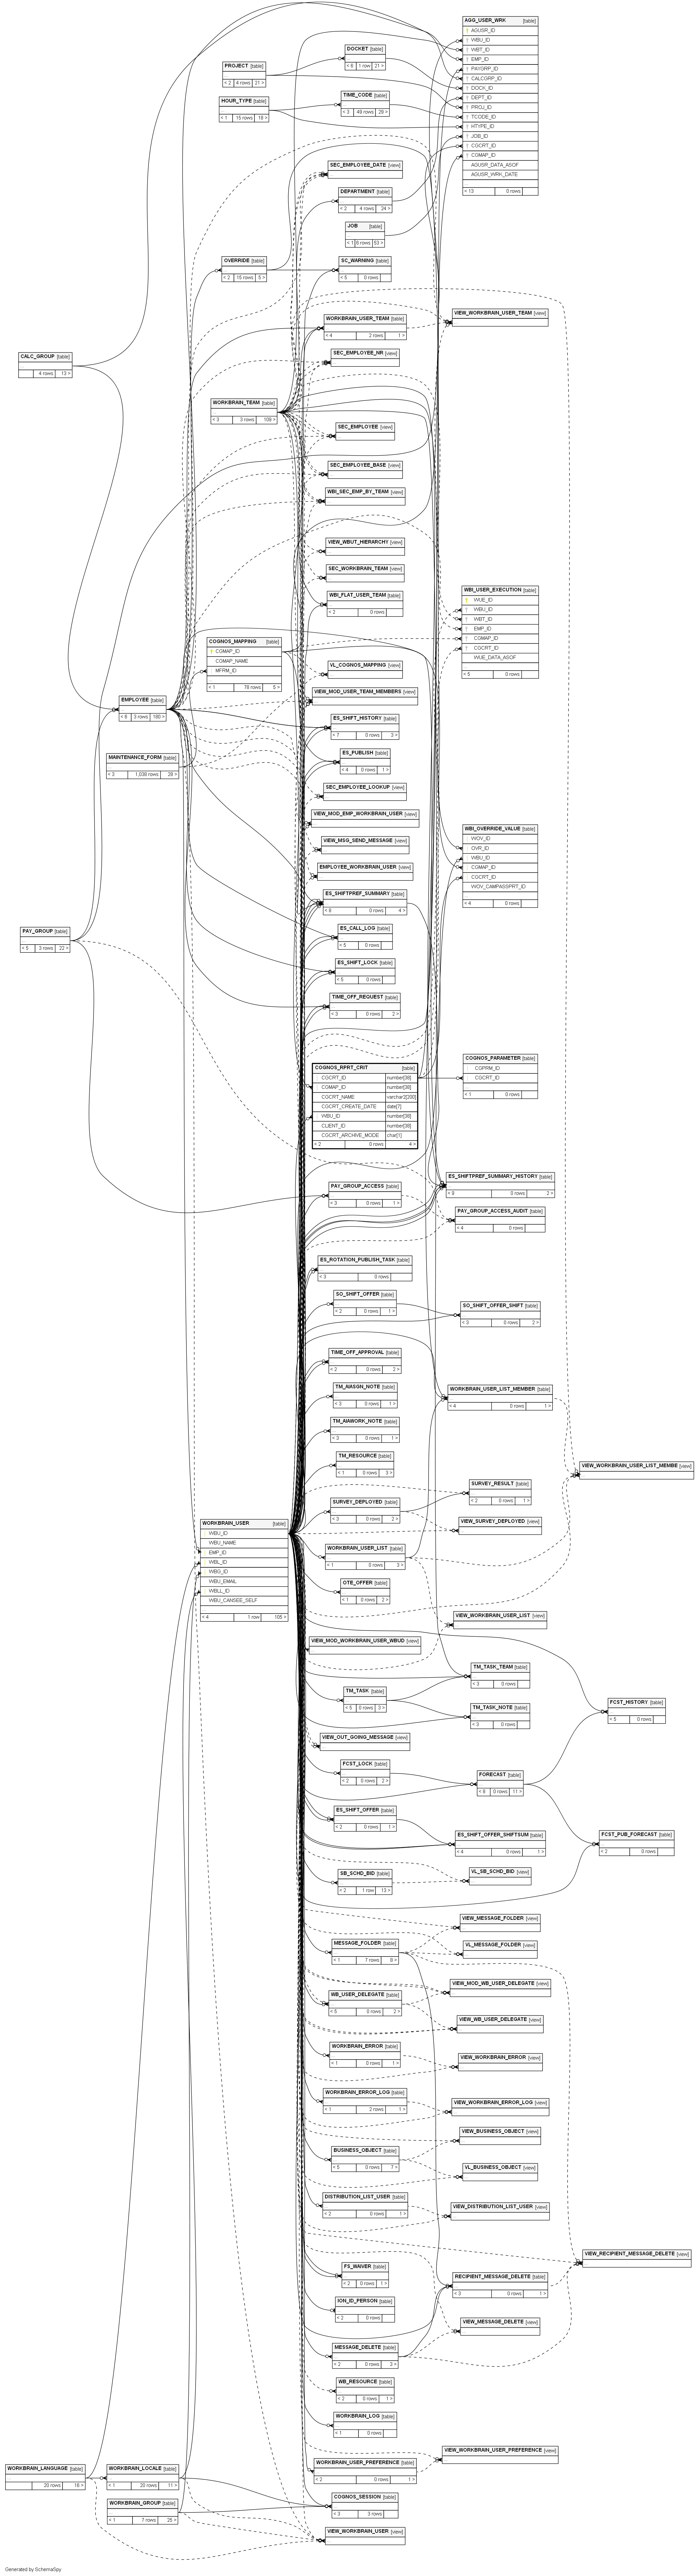 AGG_USER_WRK [table]
AGUSR_ID
WBU_ID
WBT_ID
EMP_ID
PAYGRP_ID
CALCGRP_ID
DOCK_ID
DEPT_ID
PROJ_ID
TCODE_ID
HTYPE_ID
JOB_ID
CGCRT_ID
CGMAP_ID
AGUSR_DATA_ASOF
AGUSR_WRK_DATE
< 13 0 rows
DOCKET [table]
< 6 1 row 21 >
PROJECT [table]
< 2 4 rows 21 >
TIME_CODE [table]
< 3 49 rows 29 >
HOUR_TYPE [table]
< 1 15 rows 18 >
SEC_EMPLOYEE_DATE [view]
DEPARTMENT [table]
< 2 4 rows 24 >
JOB [table]
OVERRIDE [table]
< 2 15 rows 5 >
SC_WARNING [table]
< 5 0 rows
WORKBRAIN_USER_TEAM [table]
< 4 2 rows 1 >
VIEW_WORKBRAIN_USER_TEAM [view]
CALC_GROUP [table]
4 rows 13 >
SEC_EMPLOYEE_NR [view]
WORKBRAIN_TEAM [table]
< 3 3 rows 109 >
SEC_EMPLOYEE [view]
SEC_EMPLOYEE_BASE [view]
WBI_SEC_EMP_BY_TEAM [view]
VIEW_WBUT_HIERARCHY [view]
SEC_WORKBRAIN_TEAM [view]
WBI_FLAT_USER_TEAM [table]
< 2 0 rows
WBI_USER_EXECUTION [table]
WUE_ID
WBU_ID
WBT_ID
EMP_ID
CGMAP_ID
CGCRT_ID
WUE_DATA_ASOF
< 5 0 rows
COGNOS_MAPPING [table]
CGMAP_ID
CGMAP_NAME
MFRM_ID
< 1 78 rows 5 >
VL_COGNOS_MAPPING [view]
VIEW_MOD_USER_TEAM_MEMBERS [view]
EMPLOYEE [table]
< 6 3 rows 180 >
ES_SHIFT_HISTORY [table]
< 7 0 rows 3 >
ES_PUBLISH [table]
< 4 0 rows 1 >
MAINTENANCE_FORM [table]
< 3 1,038 rows 28 >
SEC_EMPLOYEE_LOOKUP [view]
VIEW_MOD_EMP_WORKBRAIN_USER [view]
VIEW_MSG_SEND_MESSAGE [view]
EMPLOYEE_WORKBRAIN_USER [view]
WBI_OVERRIDE_VALUE [table]
WOV_ID
OVR_ID
WBU_ID
CGMAP_ID
CGCRT_ID
WOV_CAMPASSPRT_ID
< 4 0 rows
ES_SHIFTPREF_SUMMARY [table]
< 8 0 rows 4 >
PAY_GROUP [table]
< 5 3 rows 22 >
ES_CALL_LOG [table]
< 5 0 rows
ES_SHIFT_LOCK [table]
< 5 0 rows
TIME_OFF_REQUEST [table]
< 3 0 rows 2 >
COGNOS_RPRT_CRIT [table]
CGCRT_ID number[38]
CGMAP_ID number[38]
CGCRT_NAME varchar2[200]
CGCRT_CREATE_DATE date[7]
WBU_ID number[38]
CLIENT_ID number[38]
CGCRT_ARCHIVE_MODE char[1]
< 2 0 rows 4 >
COGNOS_PARAMETER [table]
CGPRM_ID
CGCRT_ID
< 1 0 rows
ES_SHIFTPREF_SUMMARY_HISTORY [table]
< 9 0 rows 2 >
PAY_GROUP_ACCESS [table]
< 3 0 rows 1 >
PAY_GROUP_ACCESS_AUDIT [table]
< 4 0 rows
ES_ROTATION_PUBLISH_TASK [table]
< 3 0 rows
SO_SHIFT_OFFER [table]
< 2 0 rows 1 >
SO_SHIFT_OFFER_SHIFT [table]
< 3 0 rows 2 >
TIME_OFF_APPROVAL [table]
< 2 0 rows 2 >
TM_AIASGN_NOTE [table]
< 3 0 rows 1 >
WORKBRAIN_USER_LIST_MEMBER [table]
< 4 0 rows 1 >
TM_AIAWORK_NOTE [table]
< 3 0 rows 1 >
TM_RESOURCE [table]
< 1 0 rows 3 >
VIEW_WORKBRAIN_USER_LIST_MEMBE [view]
SURVEY_RESULT [table]
< 2 0 rows 1 >
SURVEY_DEPLOYED [table]
< 3 0 rows 2 >
VIEW_SURVEY_DEPLOYED [view]
WORKBRAIN_USER [table]
WBU_ID
WBU_NAME
EMP_ID
WBL_ID
WBG_ID
WBU_EMAIL
WBLL_ID
WBU_CANSEE_SELF
< 4 1 row 105 >
WORKBRAIN_USER_LIST [table]
< 1 0 rows 3 >
OTE_OFFER [table]
< 1 0 rows 2 >
VIEW_WORKBRAIN_USER_LIST [view]
VIEW_MOD_WORKBRAIN_USER_WBUD [view]
TM_TASK_TEAM [table]
< 3 0 rows
TM_TASK [table]
< 5 0 rows 3 >
TM_TASK_NOTE [table]
< 3 0 rows
FCST_HISTORY [table]
< 5 0 rows
VIEW_OUT_GOING_MESSAGE [view]
FCST_LOCK [table]
< 2 0 rows 2 >
FORECAST [table]
< 8 0 rows 11 >
ES_SHIFT_OFFER [table]
< 2 0 rows 1 >
ES_SHIFT_OFFER_SHIFTSUM [table]
< 4 0 rows 1 >
FCST_PUB_FORECAST [table]
< 2 0 rows
SB_SCHD_BID [table]
< 2 1 row 13 >
VL_SB_SCHD_BID [view]
VIEW_MESSAGE_FOLDER [view]
MESSAGE_FOLDER [table]
< 1 7 rows 8 >
VL_MESSAGE_FOLDER [view]
VIEW_MOD_WB_USER_DELEGATE [view]
WB_USER_DELEGATE [table]
< 5 0 rows 2 >
VIEW_WB_USER_DELEGATE [view]
WORKBRAIN_ERROR [table]
< 1 0 rows 1 >
VIEW_WORKBRAIN_ERROR [view]
WORKBRAIN_ERROR_LOG [table]
< 1 2 rows 1 >
VIEW_WORKBRAIN_ERROR_LOG [view]
VIEW_BUSINESS_OBJECT [view]
BUSINESS_OBJECT [table]
< 5 0 rows 7 >
VL_BUSINESS_OBJECT [view]
DISTRIBUTION_LIST_USER [table]
< 2 0 rows 1 >
VIEW_DISTRIBUTION_LIST_USER [view]
VIEW_RECIPIENT_MESSAGE_DELETE [view]
FS_WAIVER [table]
< 2 0 rows 1 >
RECIPIENT_MESSAGE_DELETE [table]
< 3 0 rows 1 >
ION_ID_PERSON [table]
< 2 0 rows
VIEW_MESSAGE_DELETE [view]
MESSAGE_DELETE [table]
< 2 0 rows 3 >
WB_RESOURCE [table]
< 2 0 rows 1 >
WORKBRAIN_LOG [table]
< 1 0 rows
VIEW_WORKBRAIN_USER_PREFERENCE [view]
WORKBRAIN_USER_PREFERENCE [table]
< 2 0 rows 1 >
WORKBRAIN_LANGUAGE [table]
20 rows 18 >
WORKBRAIN_LOCALE [table]
< 1 20 rows 11 >
COGNOS_SESSION [table]
< 3 3 rows
WORKBRAIN_GROUP [table]
< 1 7 rows 25 >
VIEW_WORKBRAIN_USER [view]
Generated by SchemaSpy